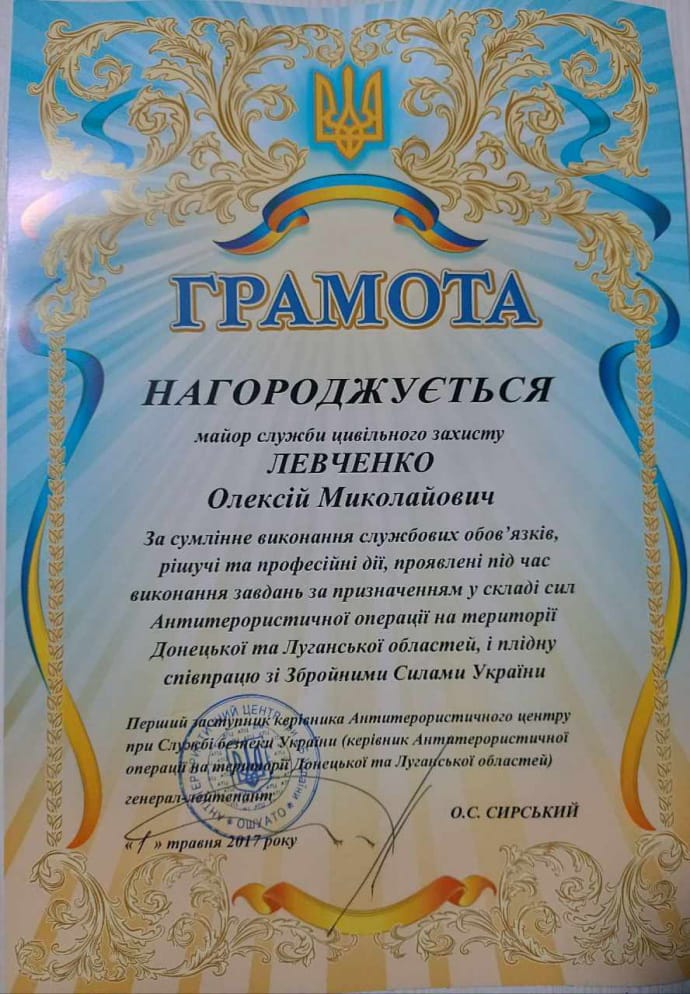 ГРАМОТА
НАГОРОДЖУЄТЬСЯ
майор служби цивільного захисту
ЛЕВЧЕНКО
Олексій Миколайович
За сумлінне виконання службових обов’язків,
рішучі та професійні дії, проявлені під час
виконання завдань за призначенням у складі сил
Антитерористичної операції на території
Донецької та Луганської областей, і плідну
співпрацю зі Збройними Силами України
Перший заступник керівника Антитерористичного центру
при Службі безпеки України (керівник Антитерористичної
операції на території Донецької та Луганської областей)
генерал-лейтенант
О.С. СИРСЬКИЙ
« 1 » травня 2017 року
ОШУАТО